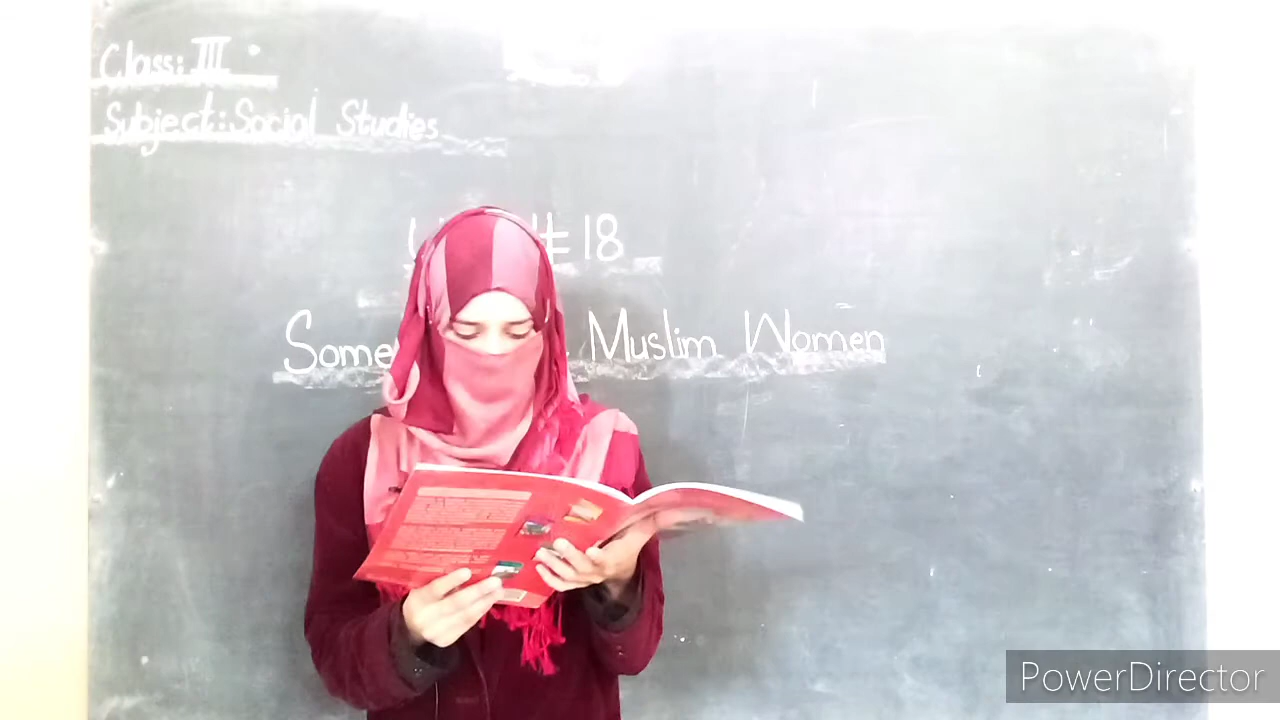 Class: III
Subject: Social Studies
# 18
Some Muslim Women
PowerDirector